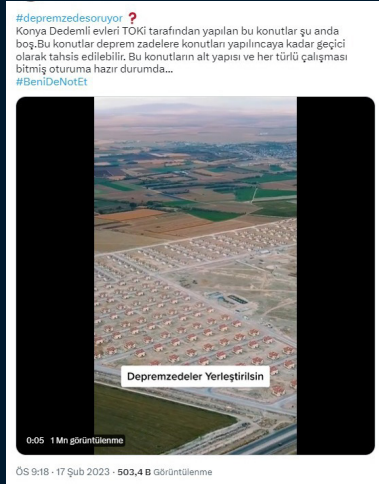 #depremzedesoruyor ❓
Konya Dedemli evleri TOKi tarafından yapılan bu konutlar şu anda
boş.Bu konutlar deprem zadelere konutları yapılıncaya kadar geçici
olarak tahsis edilebilir. Bu konutların alt yapısı ve her türlü çalışması
bitmiş oturuma hazır durumda...
#BeniDeNotEt
Depremzedeler Yerleştirilsin
0:05 1 Mn görüntülenme
ÖS 9:18 · 17 Şub 2023 · 503,4 B Görüntülenme